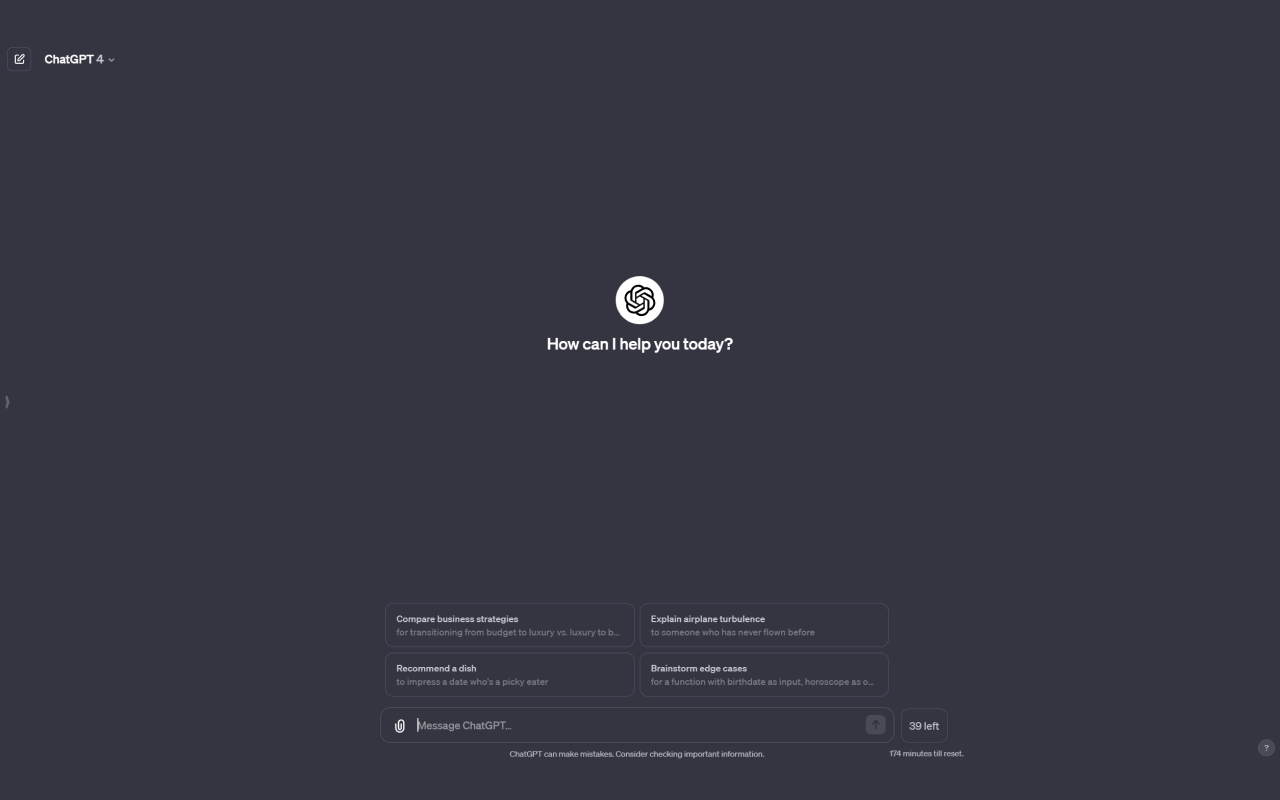 ChatGPT 4
How can I help you today?
Compare business strategies
for transitioning from budget to luxury vs. luxury to b...
Explain airplane turbulence
to someone who has never flown before
Recommend a dish
to impress a date who's a picky eater
Brainstorm edge cases
for a function with birthdate as input, horoscope as o...
Message ChatGPT...
39 left
ChatGPT can make mistakes. Consider checking important information.
174 minutes till reset.
?